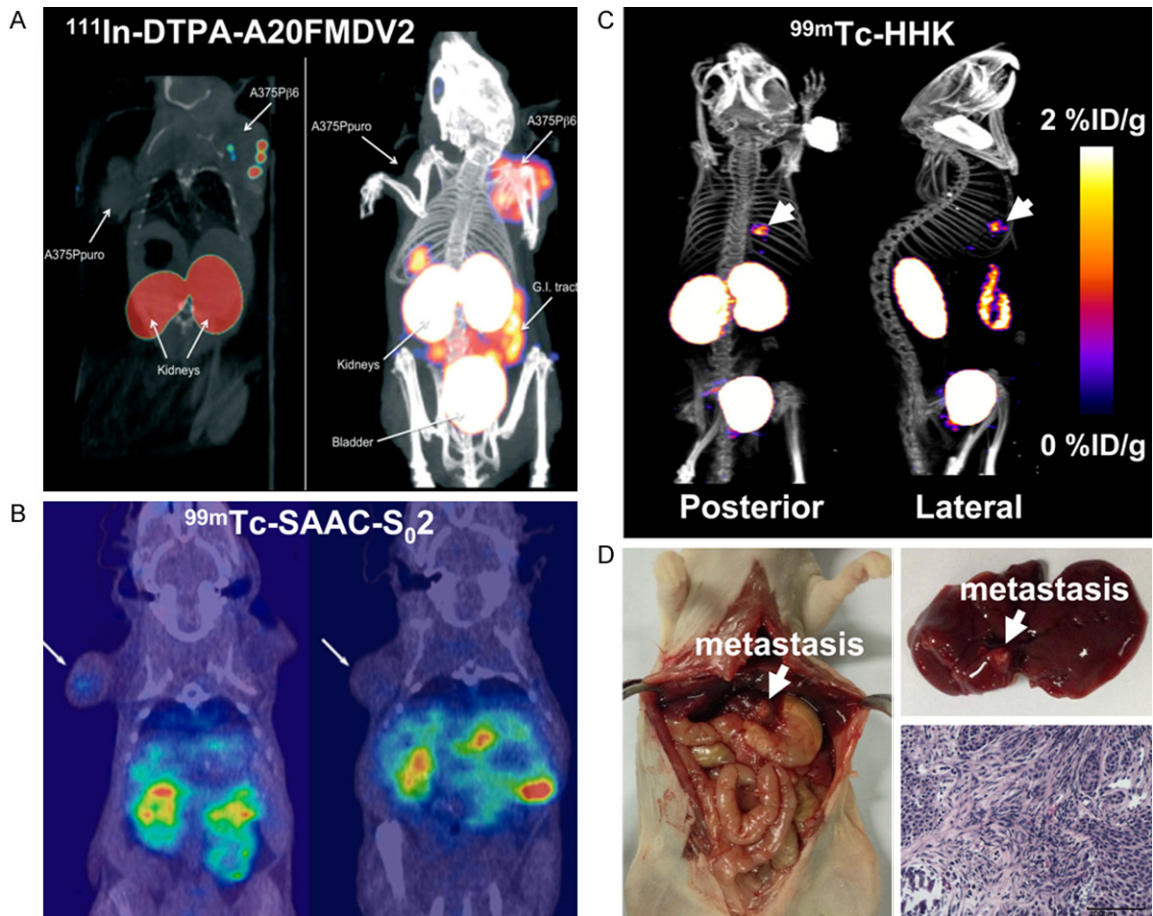 A
¹¹¹In-DTPA-A20FMDV2
A375Pβ6
A375Ppuro
Kidneys
A375Ppuro
A375Pβ6
G.I. tract
Kidneys
Bladder
B
⁹⁹ᵐTc-SAAC-S₀2
C
⁹⁹ᵐTc-HHK
2 %ID/g
0 %ID/g
Posterior
Lateral
D
metastasis
metastasis